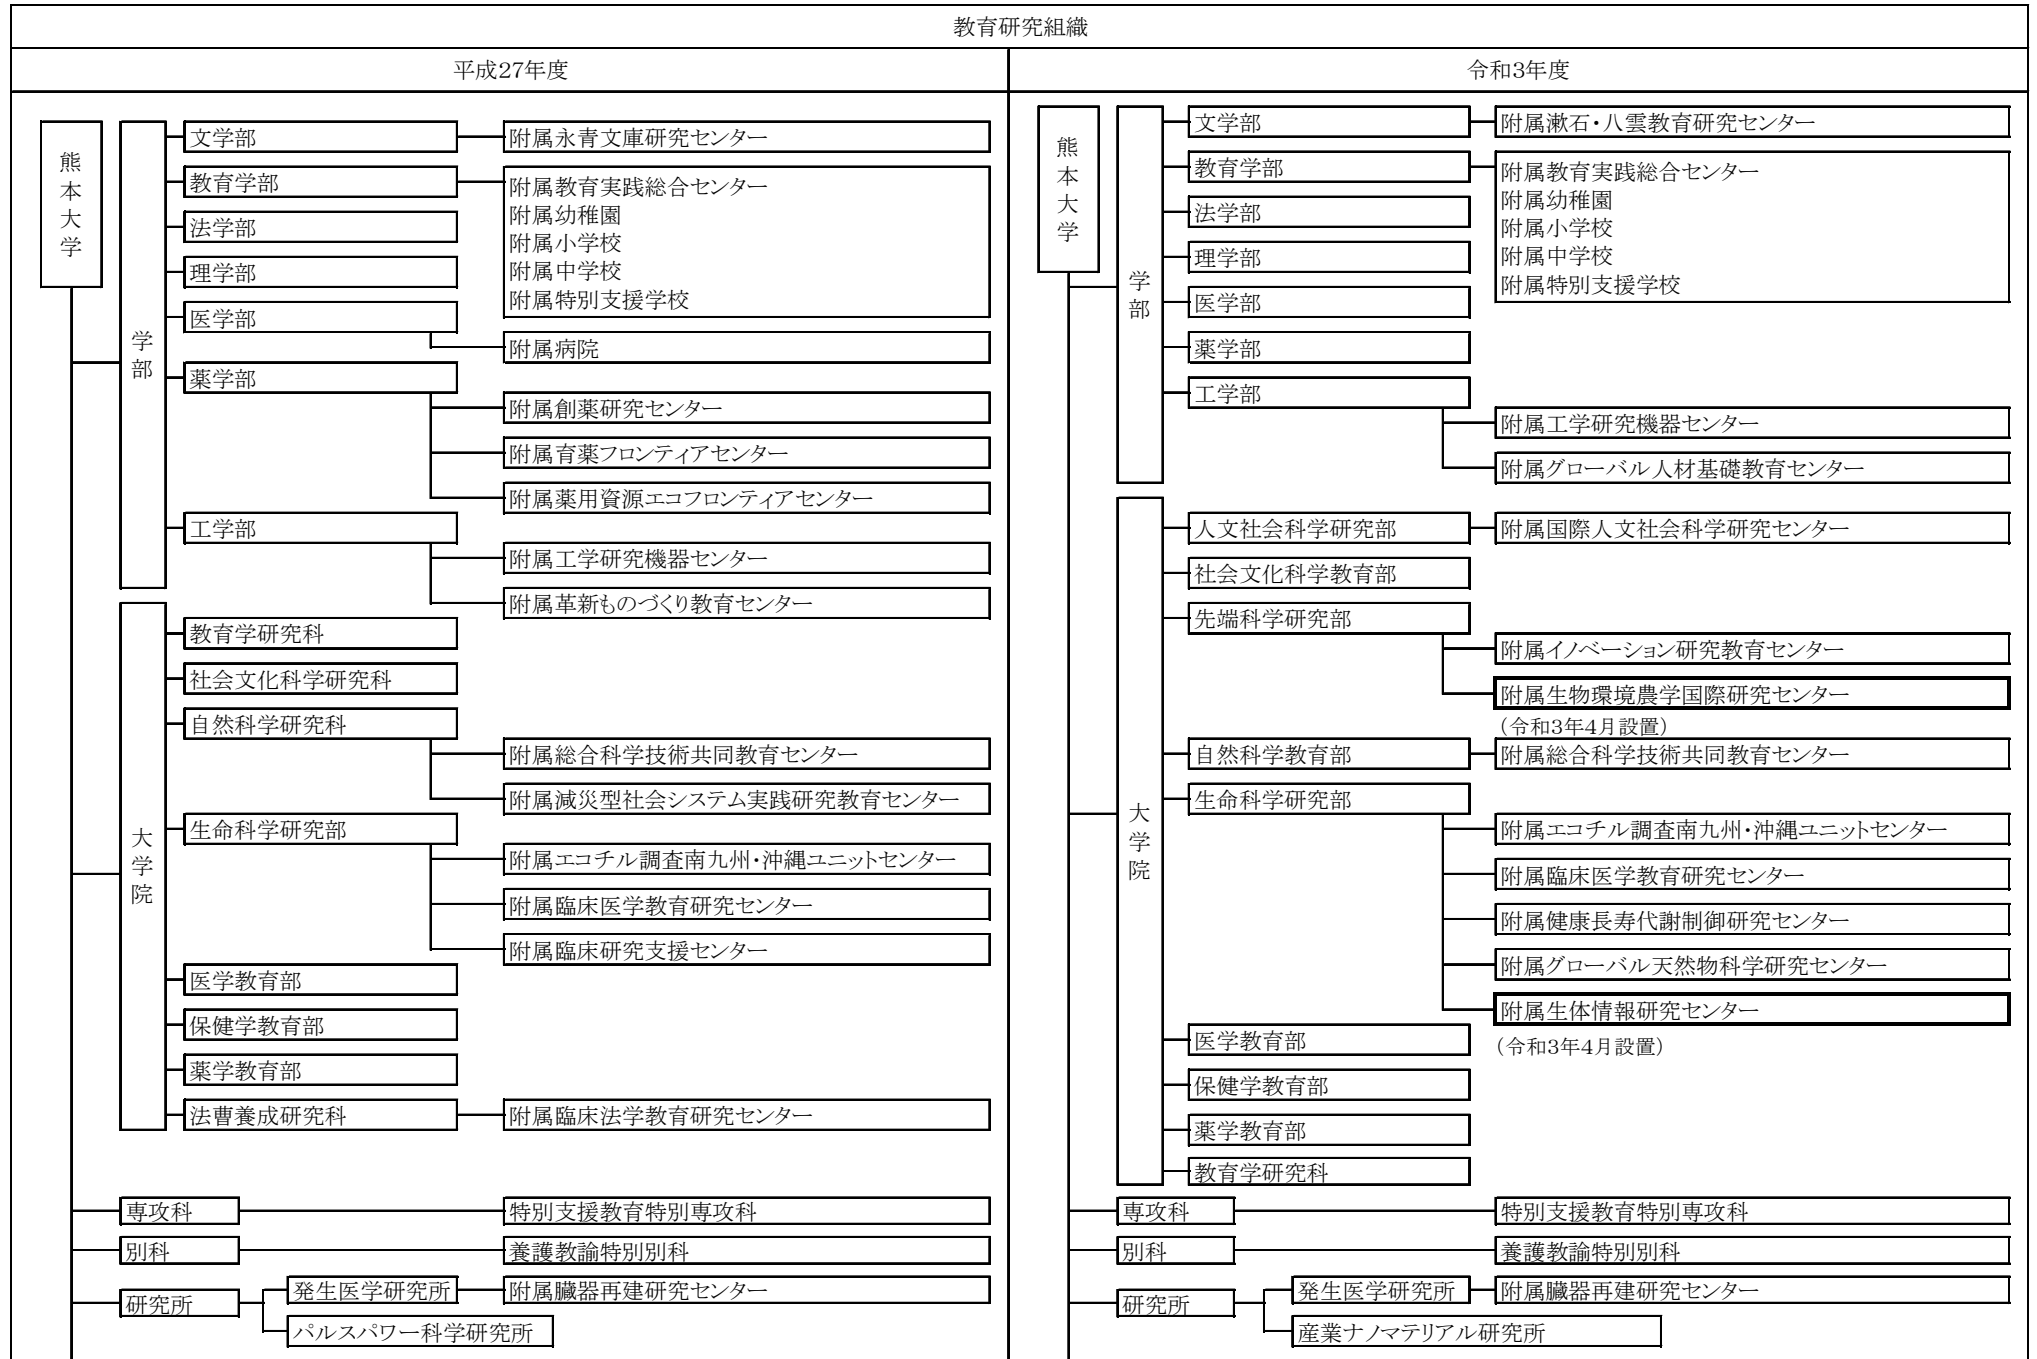 教育研究組織
平成27年度
熊本大学
学部
文学部
附属永青文庫研究センター
教育学部
附属教育実践総合センター
附属幼稚園
附属小学校
附属中学校
附属特別支援学校
法学部
理学部
医学部
附属病院
薬学部
附属創薬研究センター
附属育薬フロンティアセンター
附属薬用資源エコフロンティアセンター
工学部
附属工学研究機器センター
附属革新ものづくり教育センター
大学院
教育学研究科
社会文化科学研究科
自然科学研究科
附属総合科学技術共同教育センター
附属減災型社会システム実践研究教育センター
生命科学研究部
附属エコチル調査南九州・沖縄ユニットセンター
附属臨床医学教育研究センター
附属臨床研究支援センター
医学教育部
保健学教育部
薬学教育部
法曹養成研究科
附属臨床法学教育研究センター
専攻科
特別支援教育特別専攻科
別科
養護教諭特別別科
研究所
発生医学研究所
附属臓器再建研究センター
パルスパワー科学研究所
令和3年度
熊本大学
学部
文学部
附属漱石・八雲教育研究センター
教育学部
附属教育実践総合センター
附属幼稚園
附属小学校
附属中学校
附属特別支援学校
法学部
理学部
医学部
薬学部
工学部
附属工学研究機器センター
附属グローバル人材基礎教育センター
大学院
人文社会科学研究部
附属国際人文社会科学研究センター
社会文化科学教育部
先端科学研究部
附属イノベーション研究教育センター
附属生物環境農学国際研究センター
(令和3年4月設置)
自然科学教育部
附属総合科学技術共同教育センター
生命科学研究部
附属エコチル調査南九州・沖縄ユニットセンター
附属臨床医学教育研究センター
附属健康長寿代謝制御研究センター
附属グローバル天然物科学研究センター
附属生体情報研究センター
(令和3年4月設置)
医学教育部
保健学教育部
薬学教育部
教育学研究科
専攻科
特別支援教育特別専攻科
別科
養護教諭特別別科
研究所
発生医学研究所
附属臓器再建研究センター
産業ナノマテリアル研究所